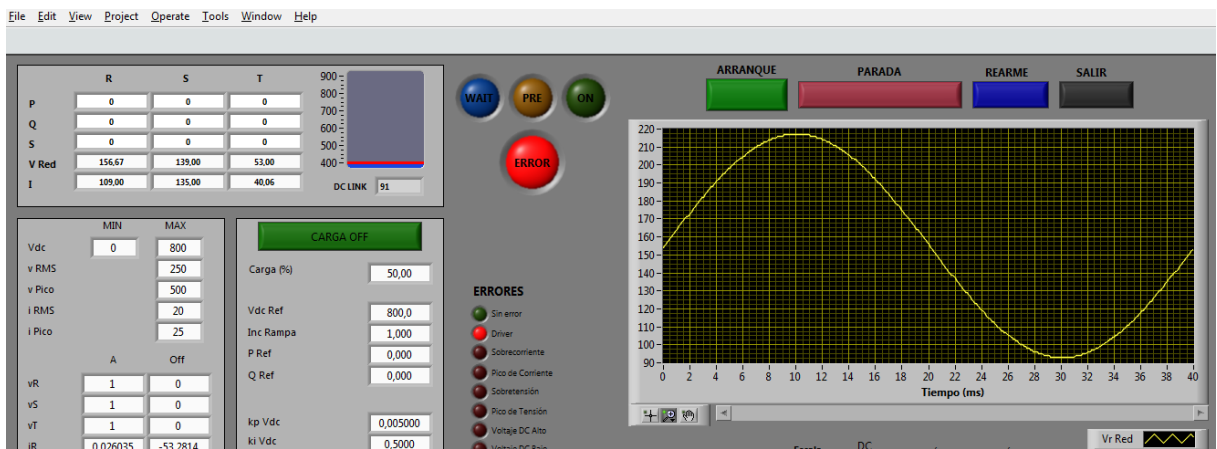 File Edit View Project Operate Tools Window Help
R S T
P 0 0 0
Q 0 0 0
S 0 0 0
V Red 156,67 139,00 53,00
I 109,00 135,00 40,06
900
800
700
600
500
400
DC LINK 91
WAIT PRE ON
ERROR
ARRANQUE PARADA REARME SALIR
MIN MAX
Vdc 0 800
v RMS 250
v Pico 500
i RMS 20
i Pico 25
A Off
vR 1 0
vS 1 0
vT 1 0
iR 0,026035 -53,2814
CARGA OFF
Carga (%) 50,00
Vdc Ref 800,0
Inc Rampa 1,000
P Ref 0,000
Q Ref 0,000
kp Vdc 0,005000
ki Vdc 0,5000
ERRORES
Sin error
Driver
Sobrecorriente
Pico de Corriente
Sobretensión
Pico de Tensión
Voltaje DC Alto
Voltaje DC Bajo
220
210
200
190
180
170
160
150
140
130
120
110
100
90
0 2 4 6 8 10 12 14 16 18 20 22 24 26 28 30 32 34 36 38 40
Tiempo (ms)
Vr Red
Escala DC